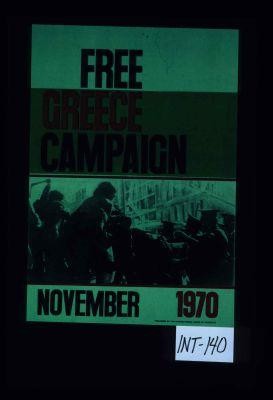 FREE
GREECE
CAMPAIGN
NOVEMBER 1970
INT-140